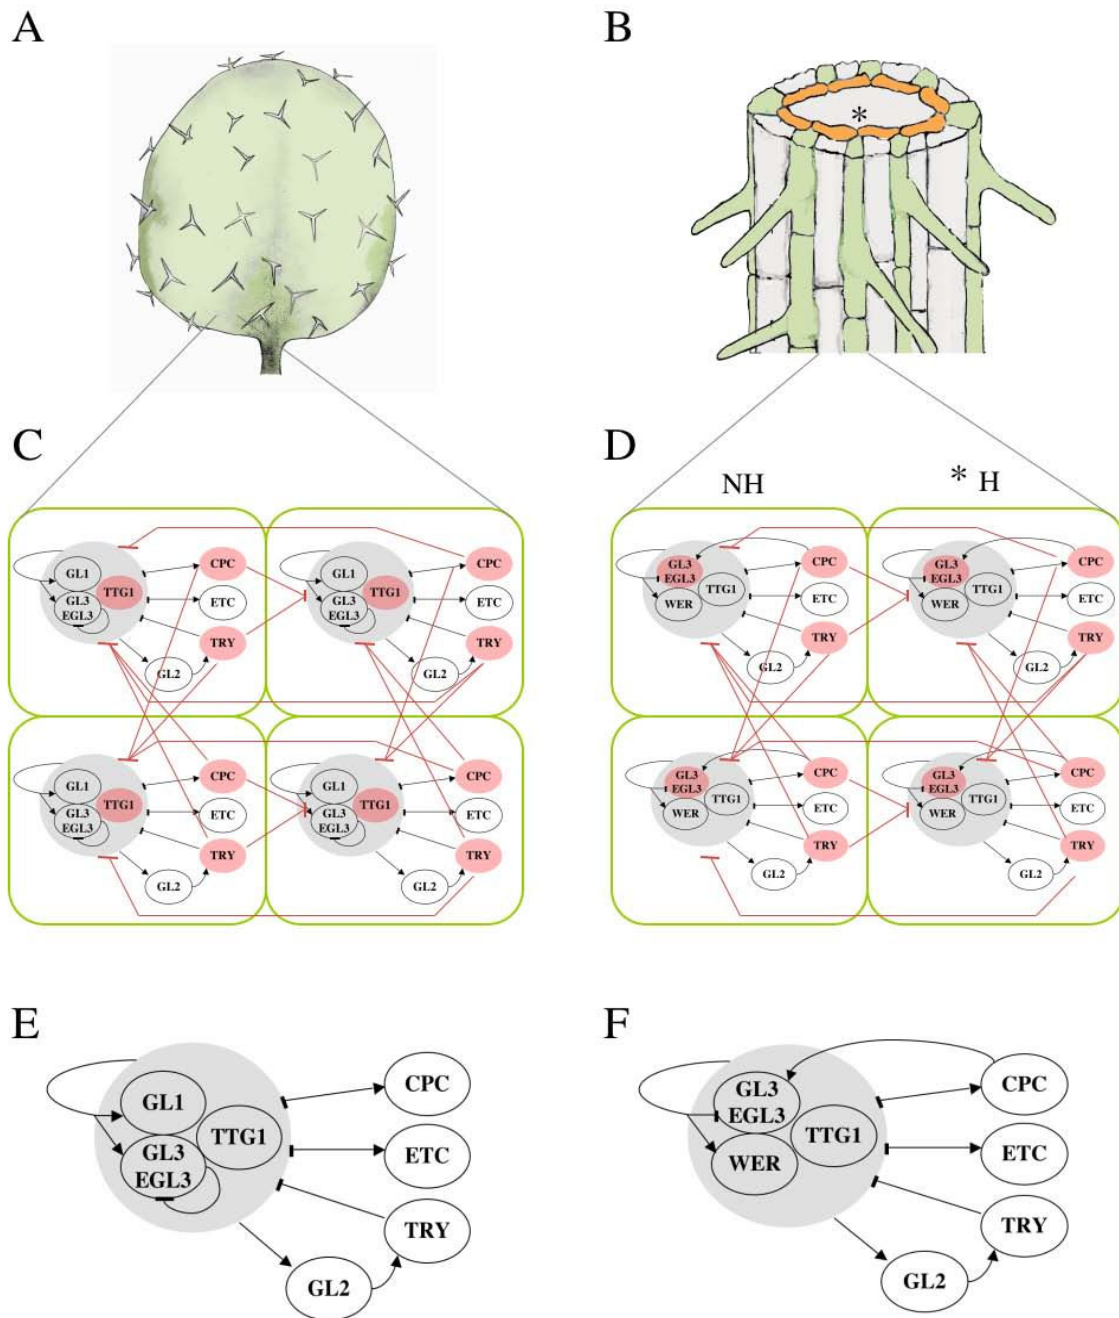 A
B
*
C
D
NH
* H
GL1
TTG1
GL3
EGL3
CPC
ETC
TRY
GL2
GL1
TTG1
GL3
EGL3
CPC
ETC
TRY
GL2
GL3
EGL3
TTG1
WER
CPC
ETC
TRY
GL2
GL3
EGL3
TTG1
WER
CPC
ETC
TRY
GL2
GL1
TTG1
GL3
EGL3
CPC
ETC
TRY
GL2
GL1
TTG1
GL3
EGL3
CPC
ETC
TRY
GL2
GL3
EGL3
TTG1
WER
CPC
ETC
TRY
GL2
GL3
EGL3
TTG1
WER
CPC
ETC
TRY
GL2
E
F
GL1
TTG1
GL3
EGL3
CPC
ETC
TRY
GL2
GL3
EGL3
TTG1
WER
CPC
ETC
TRY
GL2